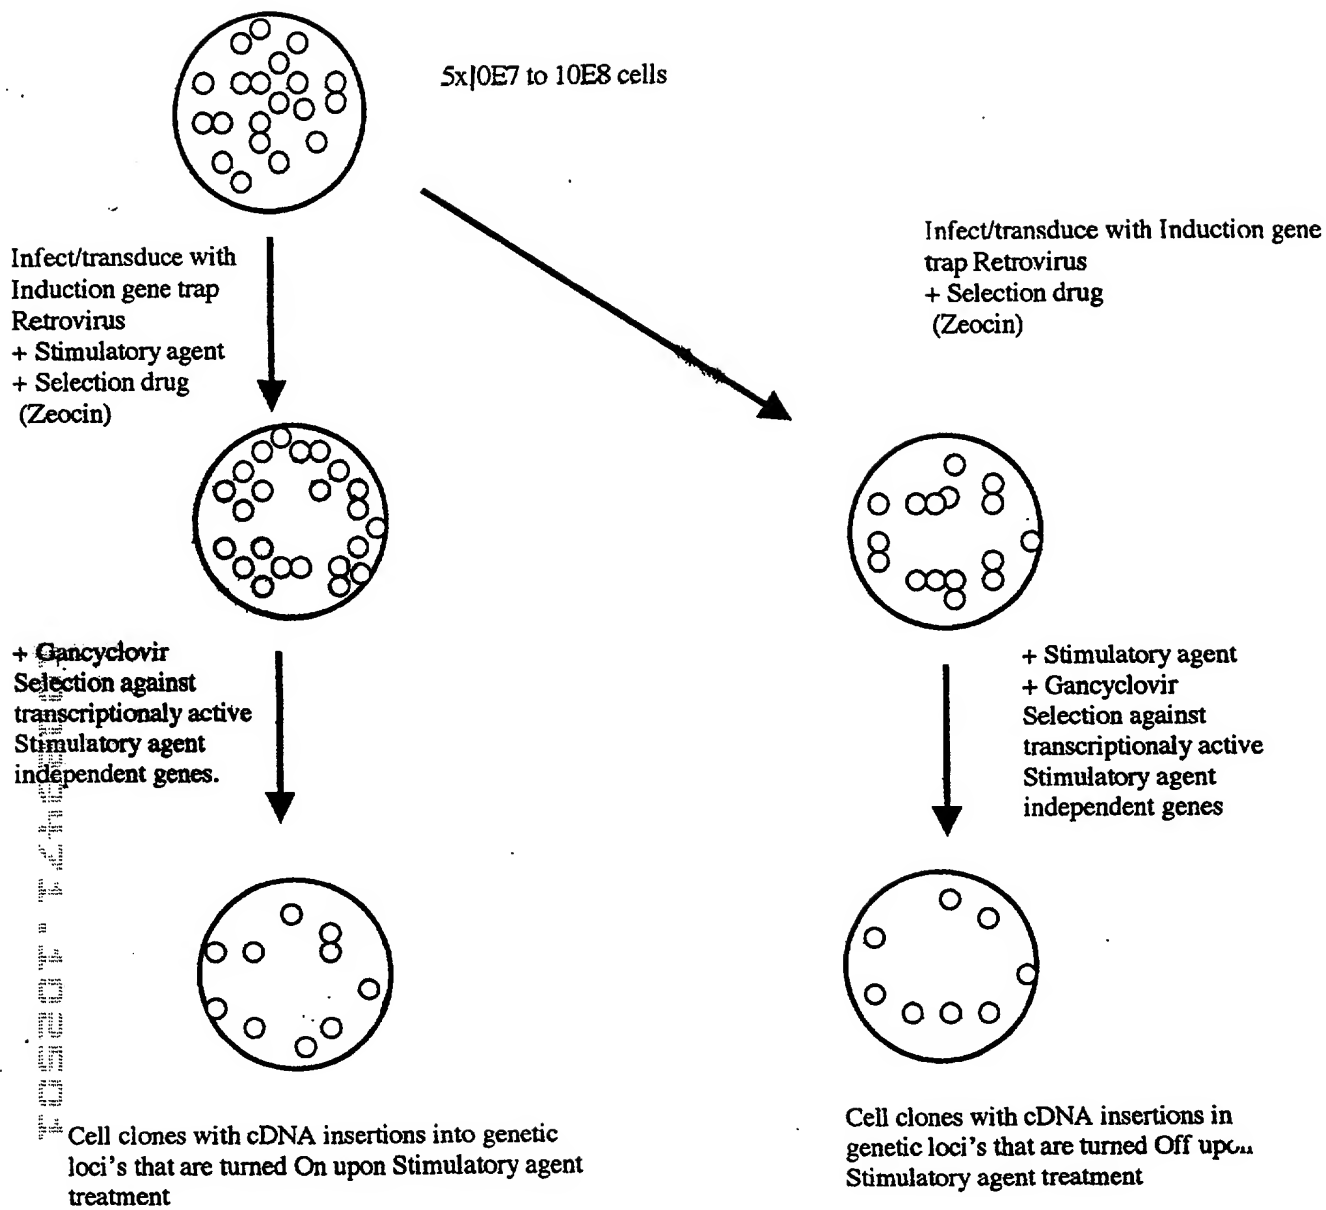 5x|0E7 to 10E8 cells
Infect/transduce with
Induction gene trap
Retrovirus
+ Stimulatory agent
+ Selection drug
(Zeocin)
Infect/transduce with Induction gene
trap Retrovirus
+ Selection drug
(Zeocin)
+ Gancyclovir
Selection against
transcriptionaly active
Stimulatory agent
independent genes.
+ Stimulatory agent
+ Gancyclovir
Selection against
transcriptionaly active
Stimulatory agent
independent genes
Cell clones with cDNA insertions into genetic
loci's that are turned On upon Stimulatory agent
treatment
Cell clones with cDNA insertions in
genetic loci's that are turned Off upon
Stimulatory agent treatment